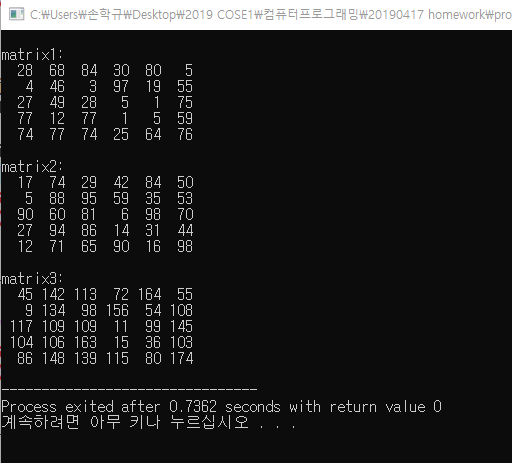 C:₩Users₩손학규₩Desktop₩2019 COSE1₩컴퓨터프로그래밍₩20190417 homework₩pro
matrix1:
28 68 84 30 80 5
4 46 3 97 19 55
27 49 28 5 1 75
77 12 77 1 5 59
74 77 74 25 64 76
matrix2:
17 74 29 42 84 50
5 88 95 59 35 53
90 60 81 6 98 70
27 94 86 14 31 44
12 71 65 90 16 98
matrix3:
45 142 113 72 164 55
9 134 98 156 54 108
117 109 109 11 99 145
104 106 163 15 36 103
86 148 139 115 80 174
--------------------------------
Process exited after 0.7362 seconds with return value 0
계속하려면 아무 키나 누르십시오 . . .